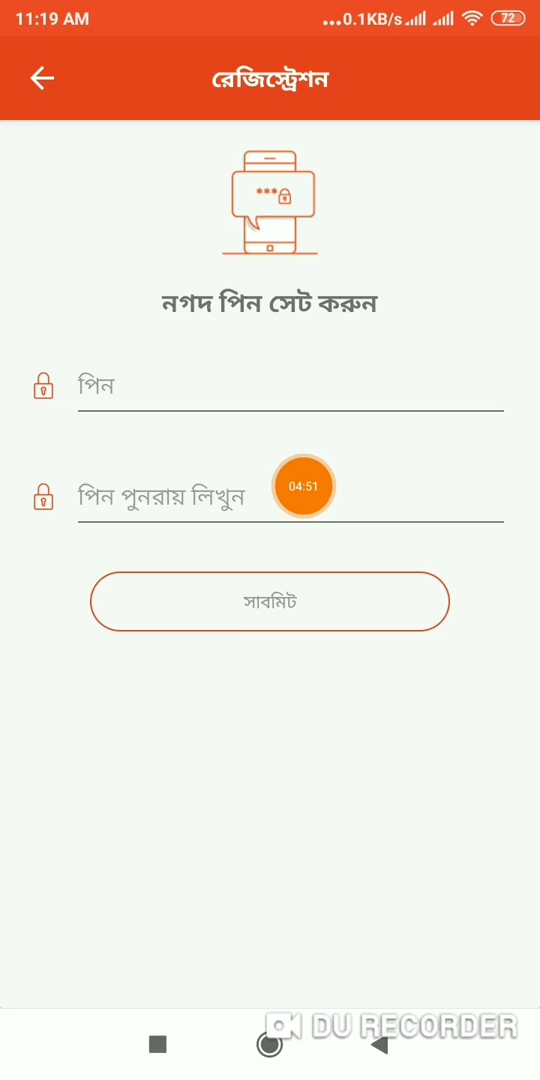 11:19 AM ...0.1KB/s 72
রেজিস্ট্রেশন
***
নগদ পিন সেট করুন
পিন
পিন পুনরায় লিখুন
04:51
সাবমিট
DU RECORDER